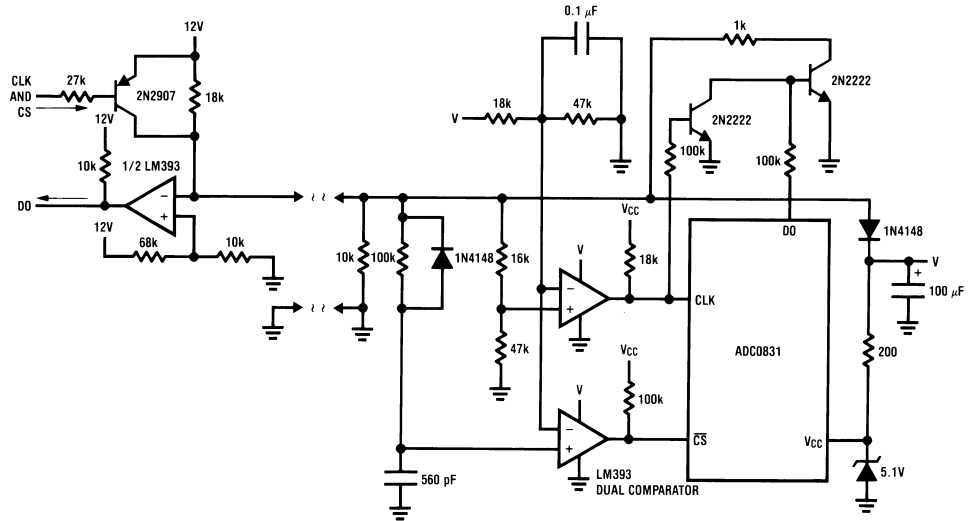 0.1 μF
12V
1k
CLK
AND
CS
27k
2N2907
18k
2N2222
12V
V
18k
47k
2N2222
10k
1/2 LM393
100k
100k
DO
VCC
DO
12V
68k
10k
10k
100k
1N4148
16k
V
18k
1N4148
V
+
100 μF
CLK
ADC0831
200
47k
VCC
V
100k
CS
VCC
560 pF
LM393
DUAL COMPARATOR
5.1V